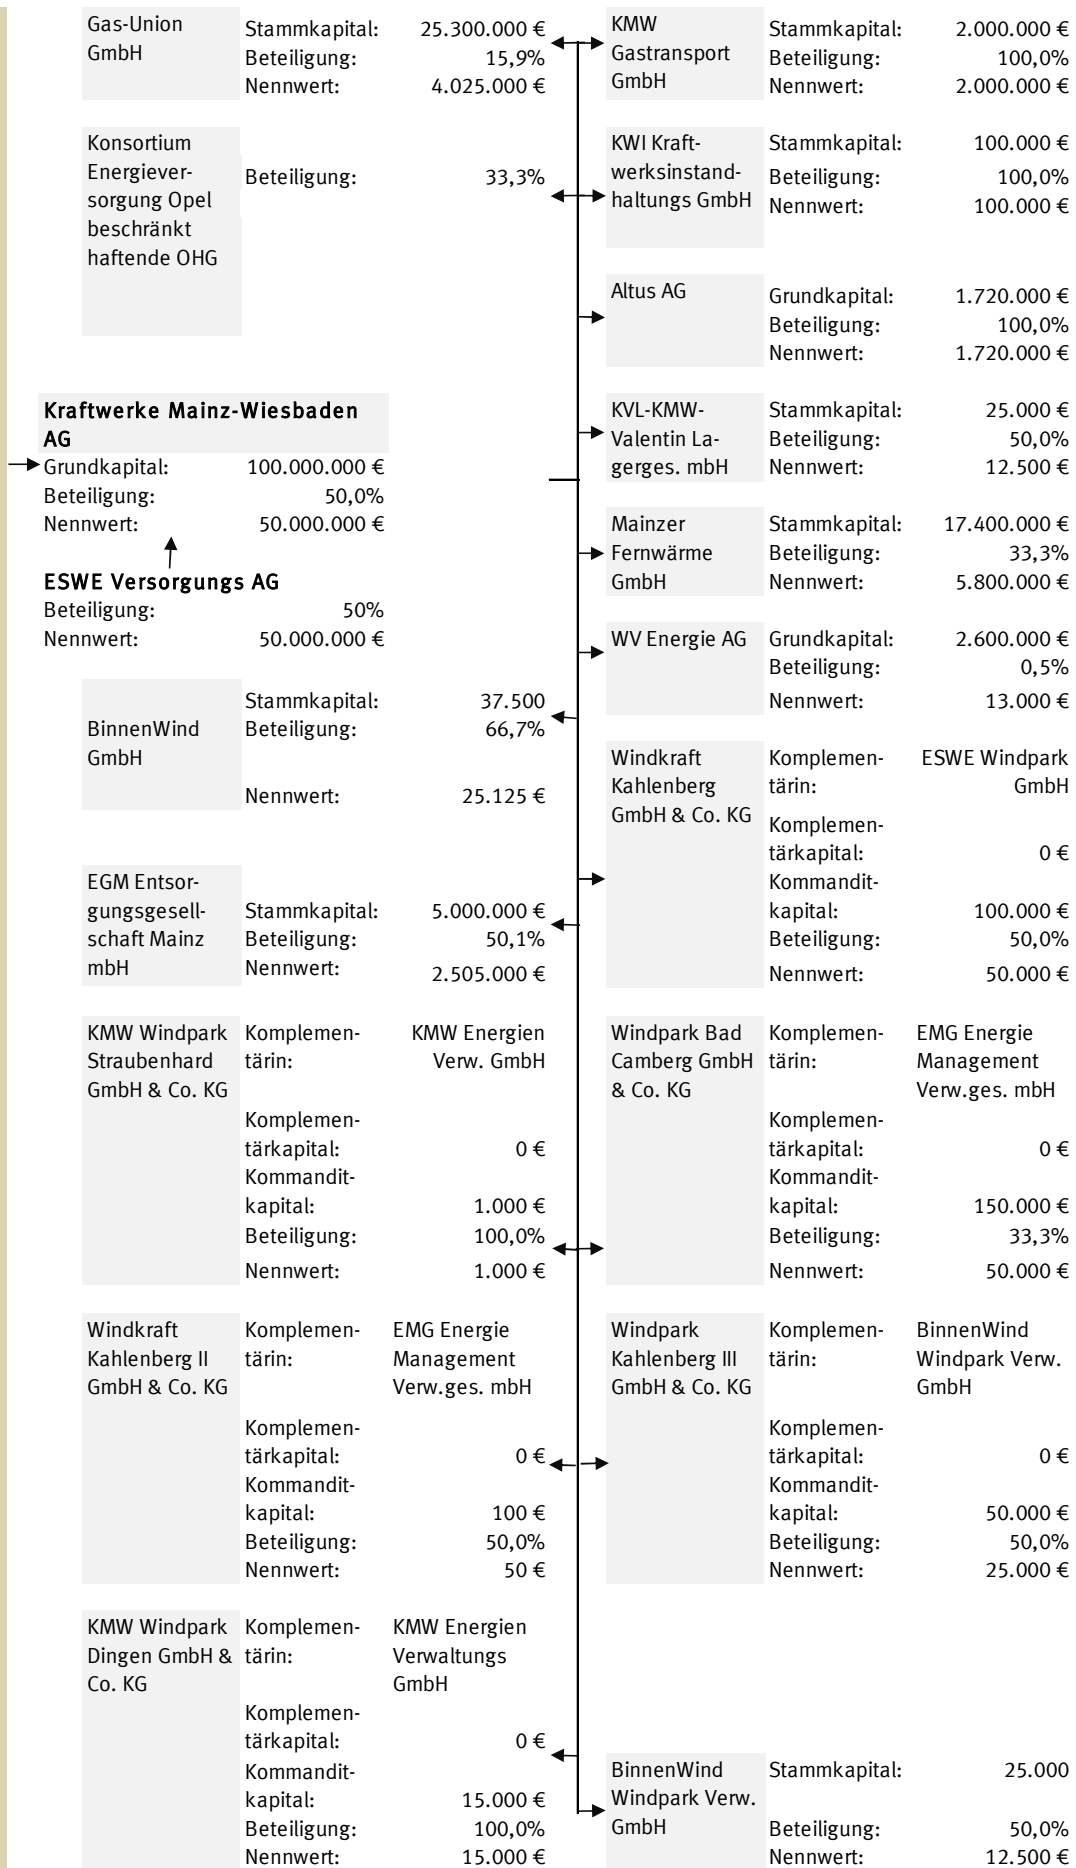 Gas-Union
GmbH
Stammkapital: 25.300.000 €
Beteiligung: 15,9%
Nennwert: 4.025.000 €
KMW
Gastransport
GmbH
Stammkapital: 2.000.000 €
Beteiligung: 100,0%
Nennwert: 2.000.000 €
Konsortium
Energiever-
sorgung Opel
beschränkt
haftende OHG
Beteiligung: 33,3%
KWI Kraft-
werksinstand-
haltungs GmbH
Stammkapital: 100.000 €
Beteiligung: 100,0%
Nennwert: 100.000 €
Altus AG
Grundkapital: 1.720.000 €
Beteiligung: 100,0%
Nennwert: 1.720.000 €
Kraftwerke Mainz-Wiesbaden
AG
Grundkapital: 100.000.000 €
Beteiligung: 50,0%
Nennwert: 50.000.000 €
ESWE Versorgungs AG
Beteiligung: 50%
Nennwert: 50.000.000 €
KVL-KMW-
Valentin La-
gerges. mbH
Stammkapital: 25.000 €
Beteiligung: 50,0%
Nennwert: 12.500 €
Mainzer
Fernwärme
GmbH
Stammkapital: 17.400.000 €
Beteiligung: 33,3%
Nennwert: 5.800.000 €
WV Energie AG
Grundkapital: 2.600.000 €
Beteiligung: 0,5%
Nennwert: 13.000 €
BinnenWind
GmbH
Stammkapital: 37.500
Beteiligung: 66,7%
Nennwert: 25.125 €
Windkraft
Kahlenberg
GmbH & Co. KG
Komplemen- ESWE Windpark
tärin: GmbH
Komplemen-
tärkapital: 0 €
Kommandit-
kapital: 100.000 €
Beteiligung: 50,0%
Nennwert: 50.000 €
EGM Entsor-
gungsgesell-
schaft Mainz
mbH
Stammkapital: 5.000.000 €
Beteiligung: 50,1%
Nennwert: 2.505.000 €
KMW Windpark
Straubenhard
GmbH & Co. KG
Komplemen- KMW Energien
tärin: Verw. GmbH
Komplemen-
tärkapital: 0 €
Kommandit-
kapital: 1.000 €
Beteiligung: 100,0%
Nennwert: 1.000 €
Windpark Bad
Camberg GmbH
& Co. KG
Komplemen- EMG Energie
tärin: Management
Verw.ges. mbH
Komplemen-
tärkapital: 0 €
Kommandit-
kapital: 150.000 €
Beteiligung: 33,3%
Nennwert: 50.000 €
Windkraft
Kahlenberg II
GmbH & Co. KG
Komplemen- EMG Energie
tärin: Management
Verw.ges. mbH
Komplemen-
tärkapital: 0 €
Kommandit-
kapital: 100 €
Beteiligung: 50,0%
Nennwert: 50 €
Windpark
Kahlenberg III
GmbH & Co. KG
Komplemen- BinnenWind
tärin: Windpark Verw.
GmbH
Komplemen-
tärkapital: 0 €
Kommandit-
kapital: 50.000 €
Beteiligung: 50,0%
Nennwert: 25.000 €
KMW Windpark
Dingen GmbH &
Co. KG
Komplemen- KMW Energien
tärin: Verwaltungs
GmbH
Komplemen-
tärkapital: 0 €
Kommandit-
kapital: 15.000 €
Beteiligung: 100,0%
Nennwert: 15.000 €
BinnenWind
Windpark Verw.
GmbH
Stammkapital: 25.000
Beteiligung: 50,0%
Nennwert: 12.500 €